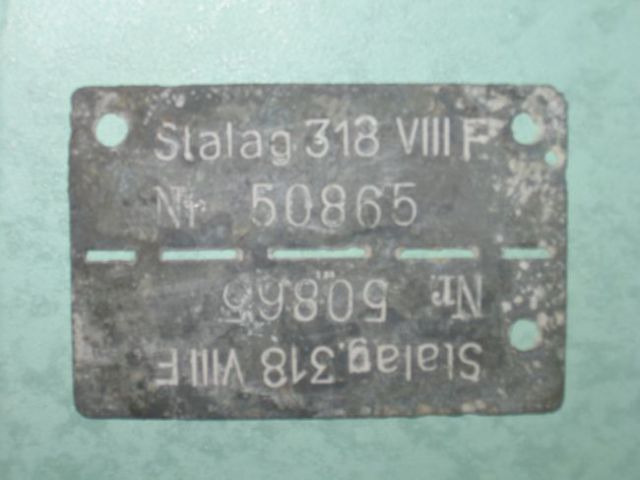 Stalag 318 VIII F
Nr 50865
Nr 50865
Stalag.318 VIII F